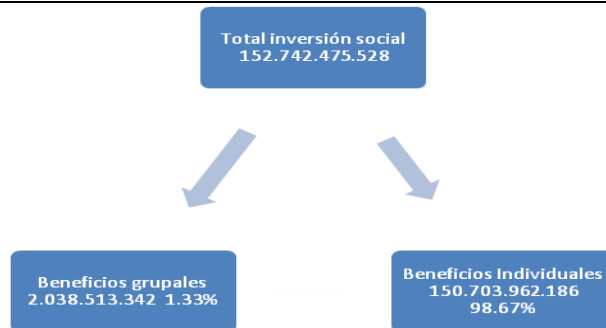 Total inversión social
152.742.475.528
Beneficios grupales
2.038.513.342 1.33%
Beneficios Individuales
150.703.962.186
98.67%